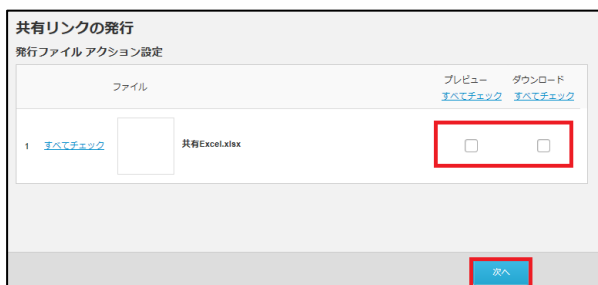 共有リンクの発行
発行ファイル アクション設定
ファイル
プレビュー ダウンロード
すべてチェック すべてチェック
1 すべてチェック 共有Excel.xlsx
次へ